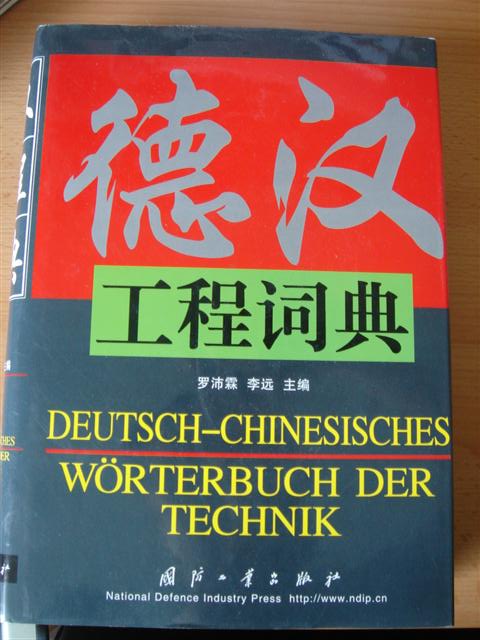 德汉
工程词典
罗沛霖 李远 主编
DEUTSCH–CHINESISCHES
WÖRTERBUCH DER
TECHNIK
国防工业出版社
National Defence Industry Press http://www.ndip.cn